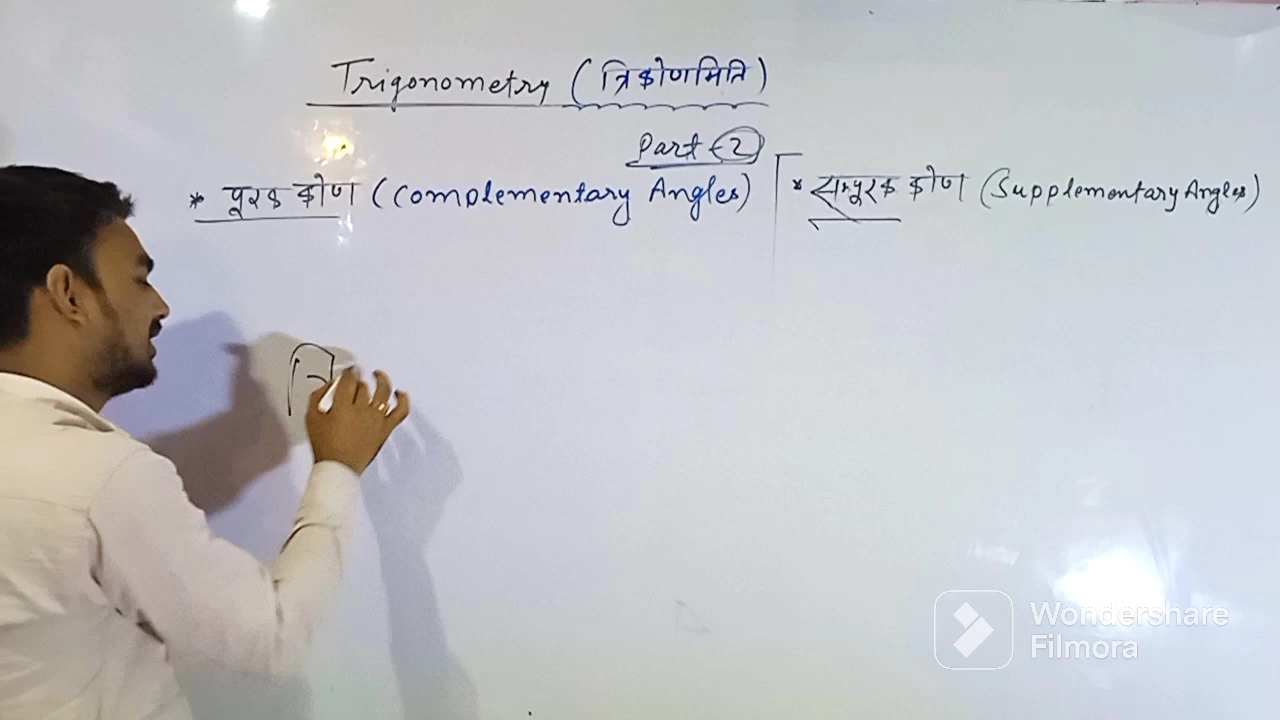 Trigonometry (त्रिकोणमिति)
Part-2
* पूरक कोण (Complementary Angles)
* सम्पूरक कोण (Supplementary Angles)
Wondershare
Filmora